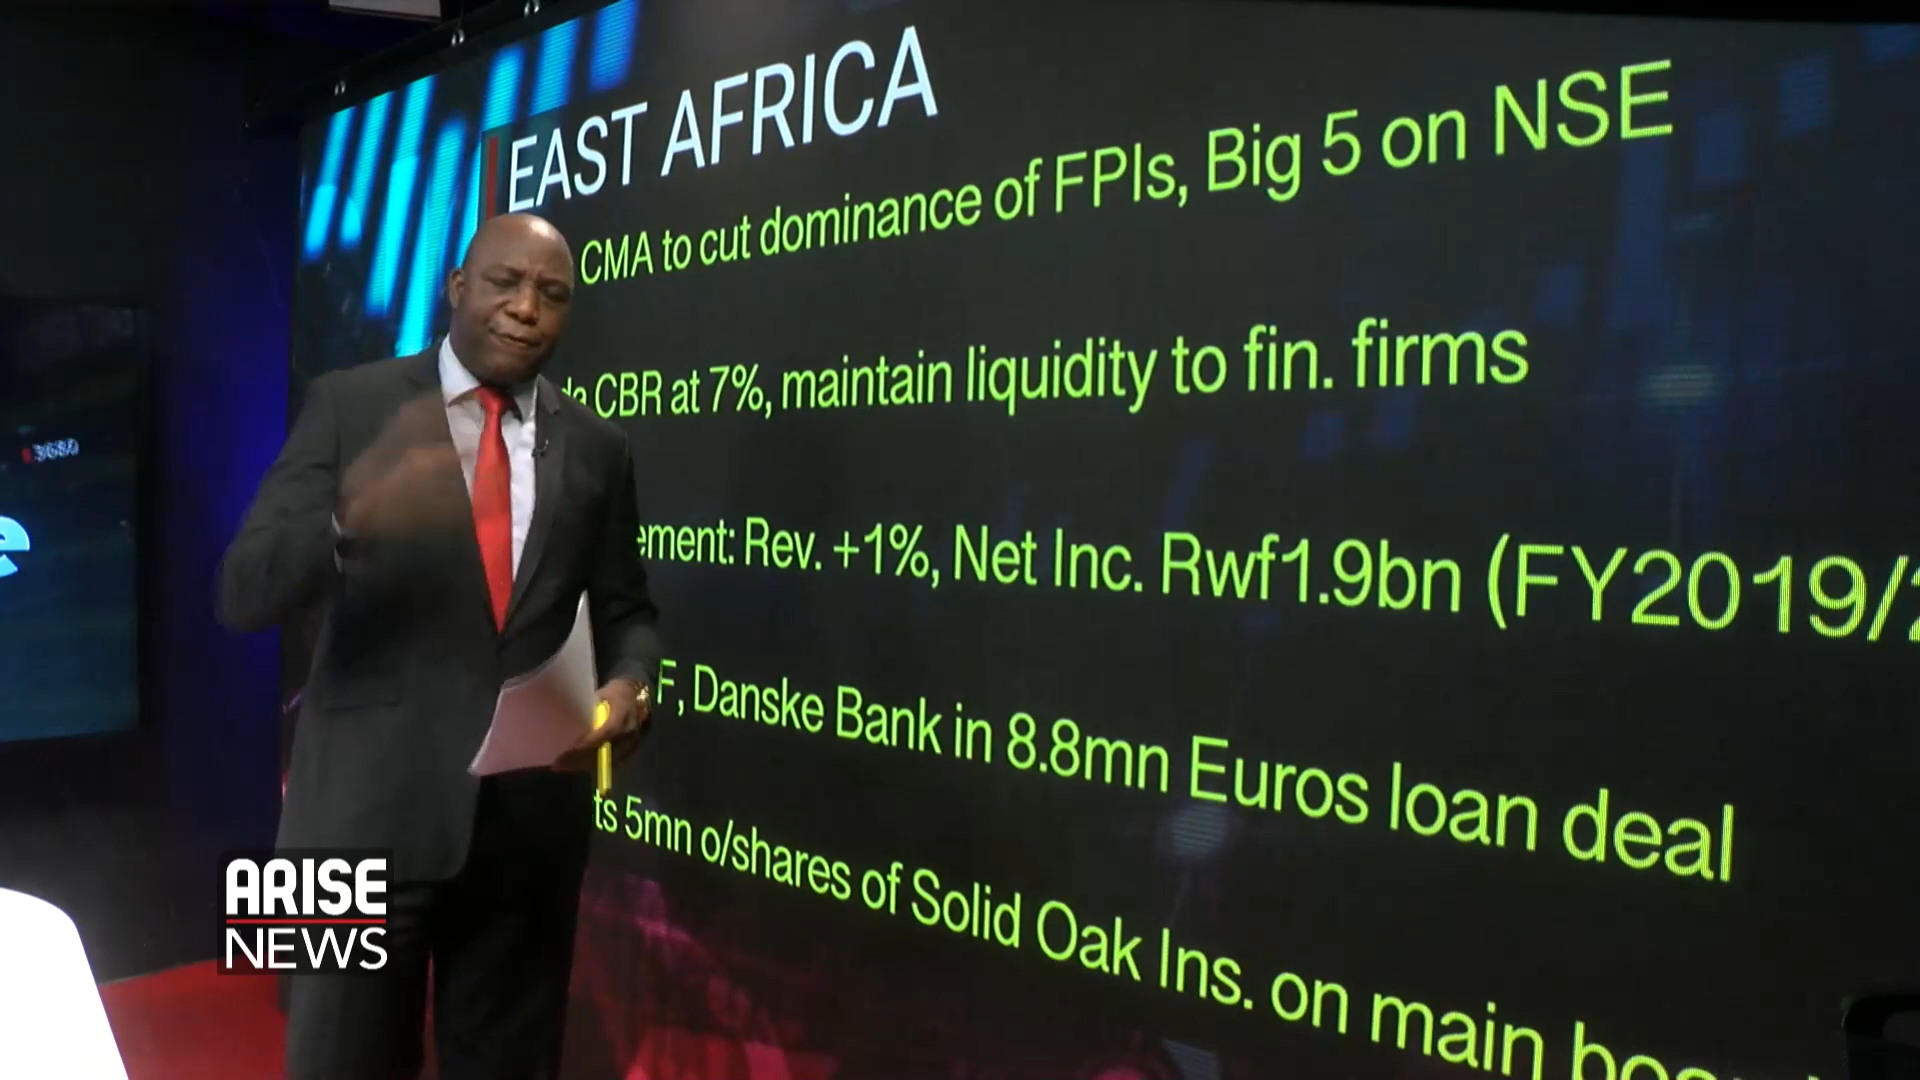 EAST AFRICA
CMA to cut dominance of FPIs, Big 5 on NSE
CBR at 7%, maintain liquidity to fin. firms
ement: Rev. +1%, Net Inc. Rwf1.9bn (FY2019/
F, Danske Bank in 8.8mn Euros loan deal
ts 5mn o/shares of Solid Oak Ins. on main
ARISE
NEWS